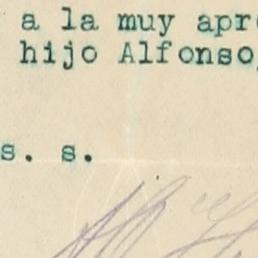 a la muy apr
hijo Alfonso,
s. s.